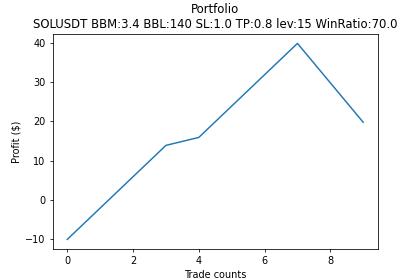 Portfolio
SOLUSDT BBM:3.4 BBL:140 SL:1.0 TP:0.8 lev:15 WinRatio:70.0
40
30
20
10
0
−10
Profit ($)
0 2 4 6 8
Trade counts